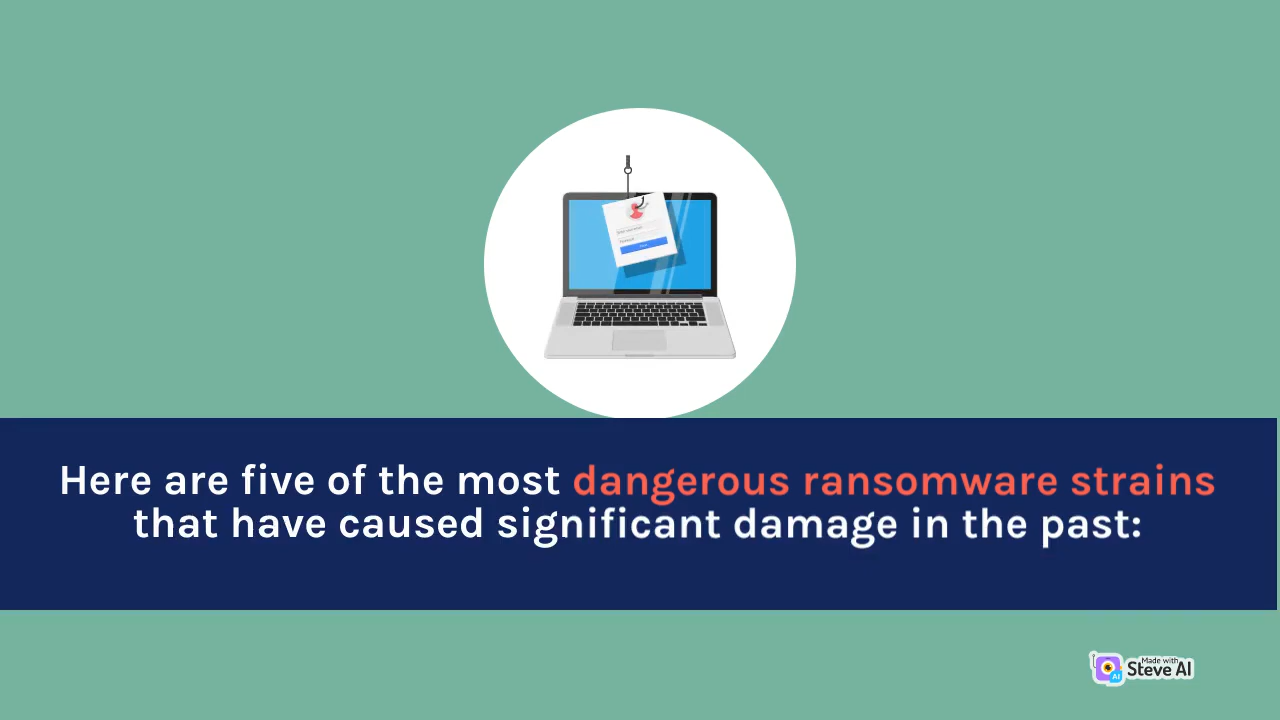 Here are five of the most dangerous ransomware strains
that have caused significant damage in the past:
Made with
Steve AI
AI